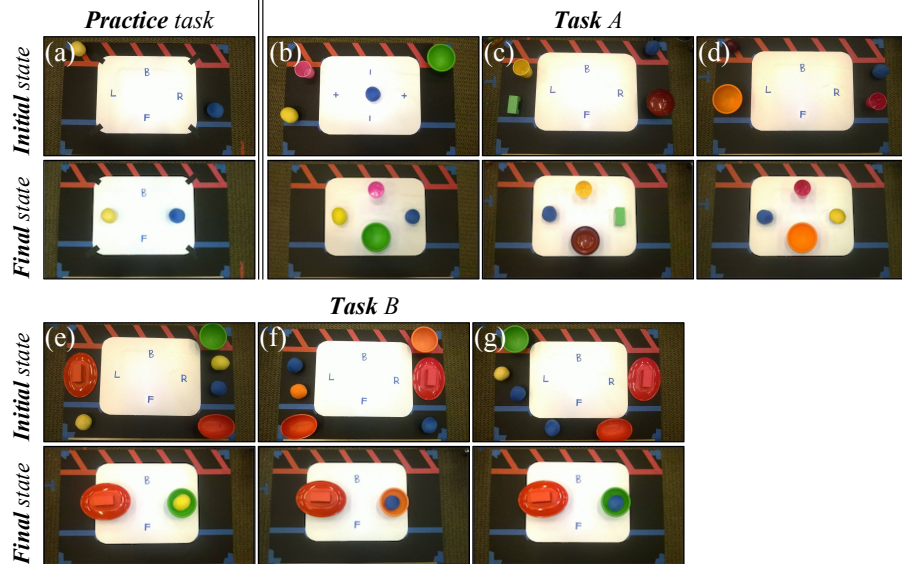 Practice task
Task A
Initial state
(a)
(b)
(c)
(d)
B
L R
F
B
L R
F
B
L R
F
Final state
B
F
Task B
Initial state
(e)
(f)
(g)
B
L R
F
B
L R
F
B
L R
F
Final state
B
F
B
F
B
F